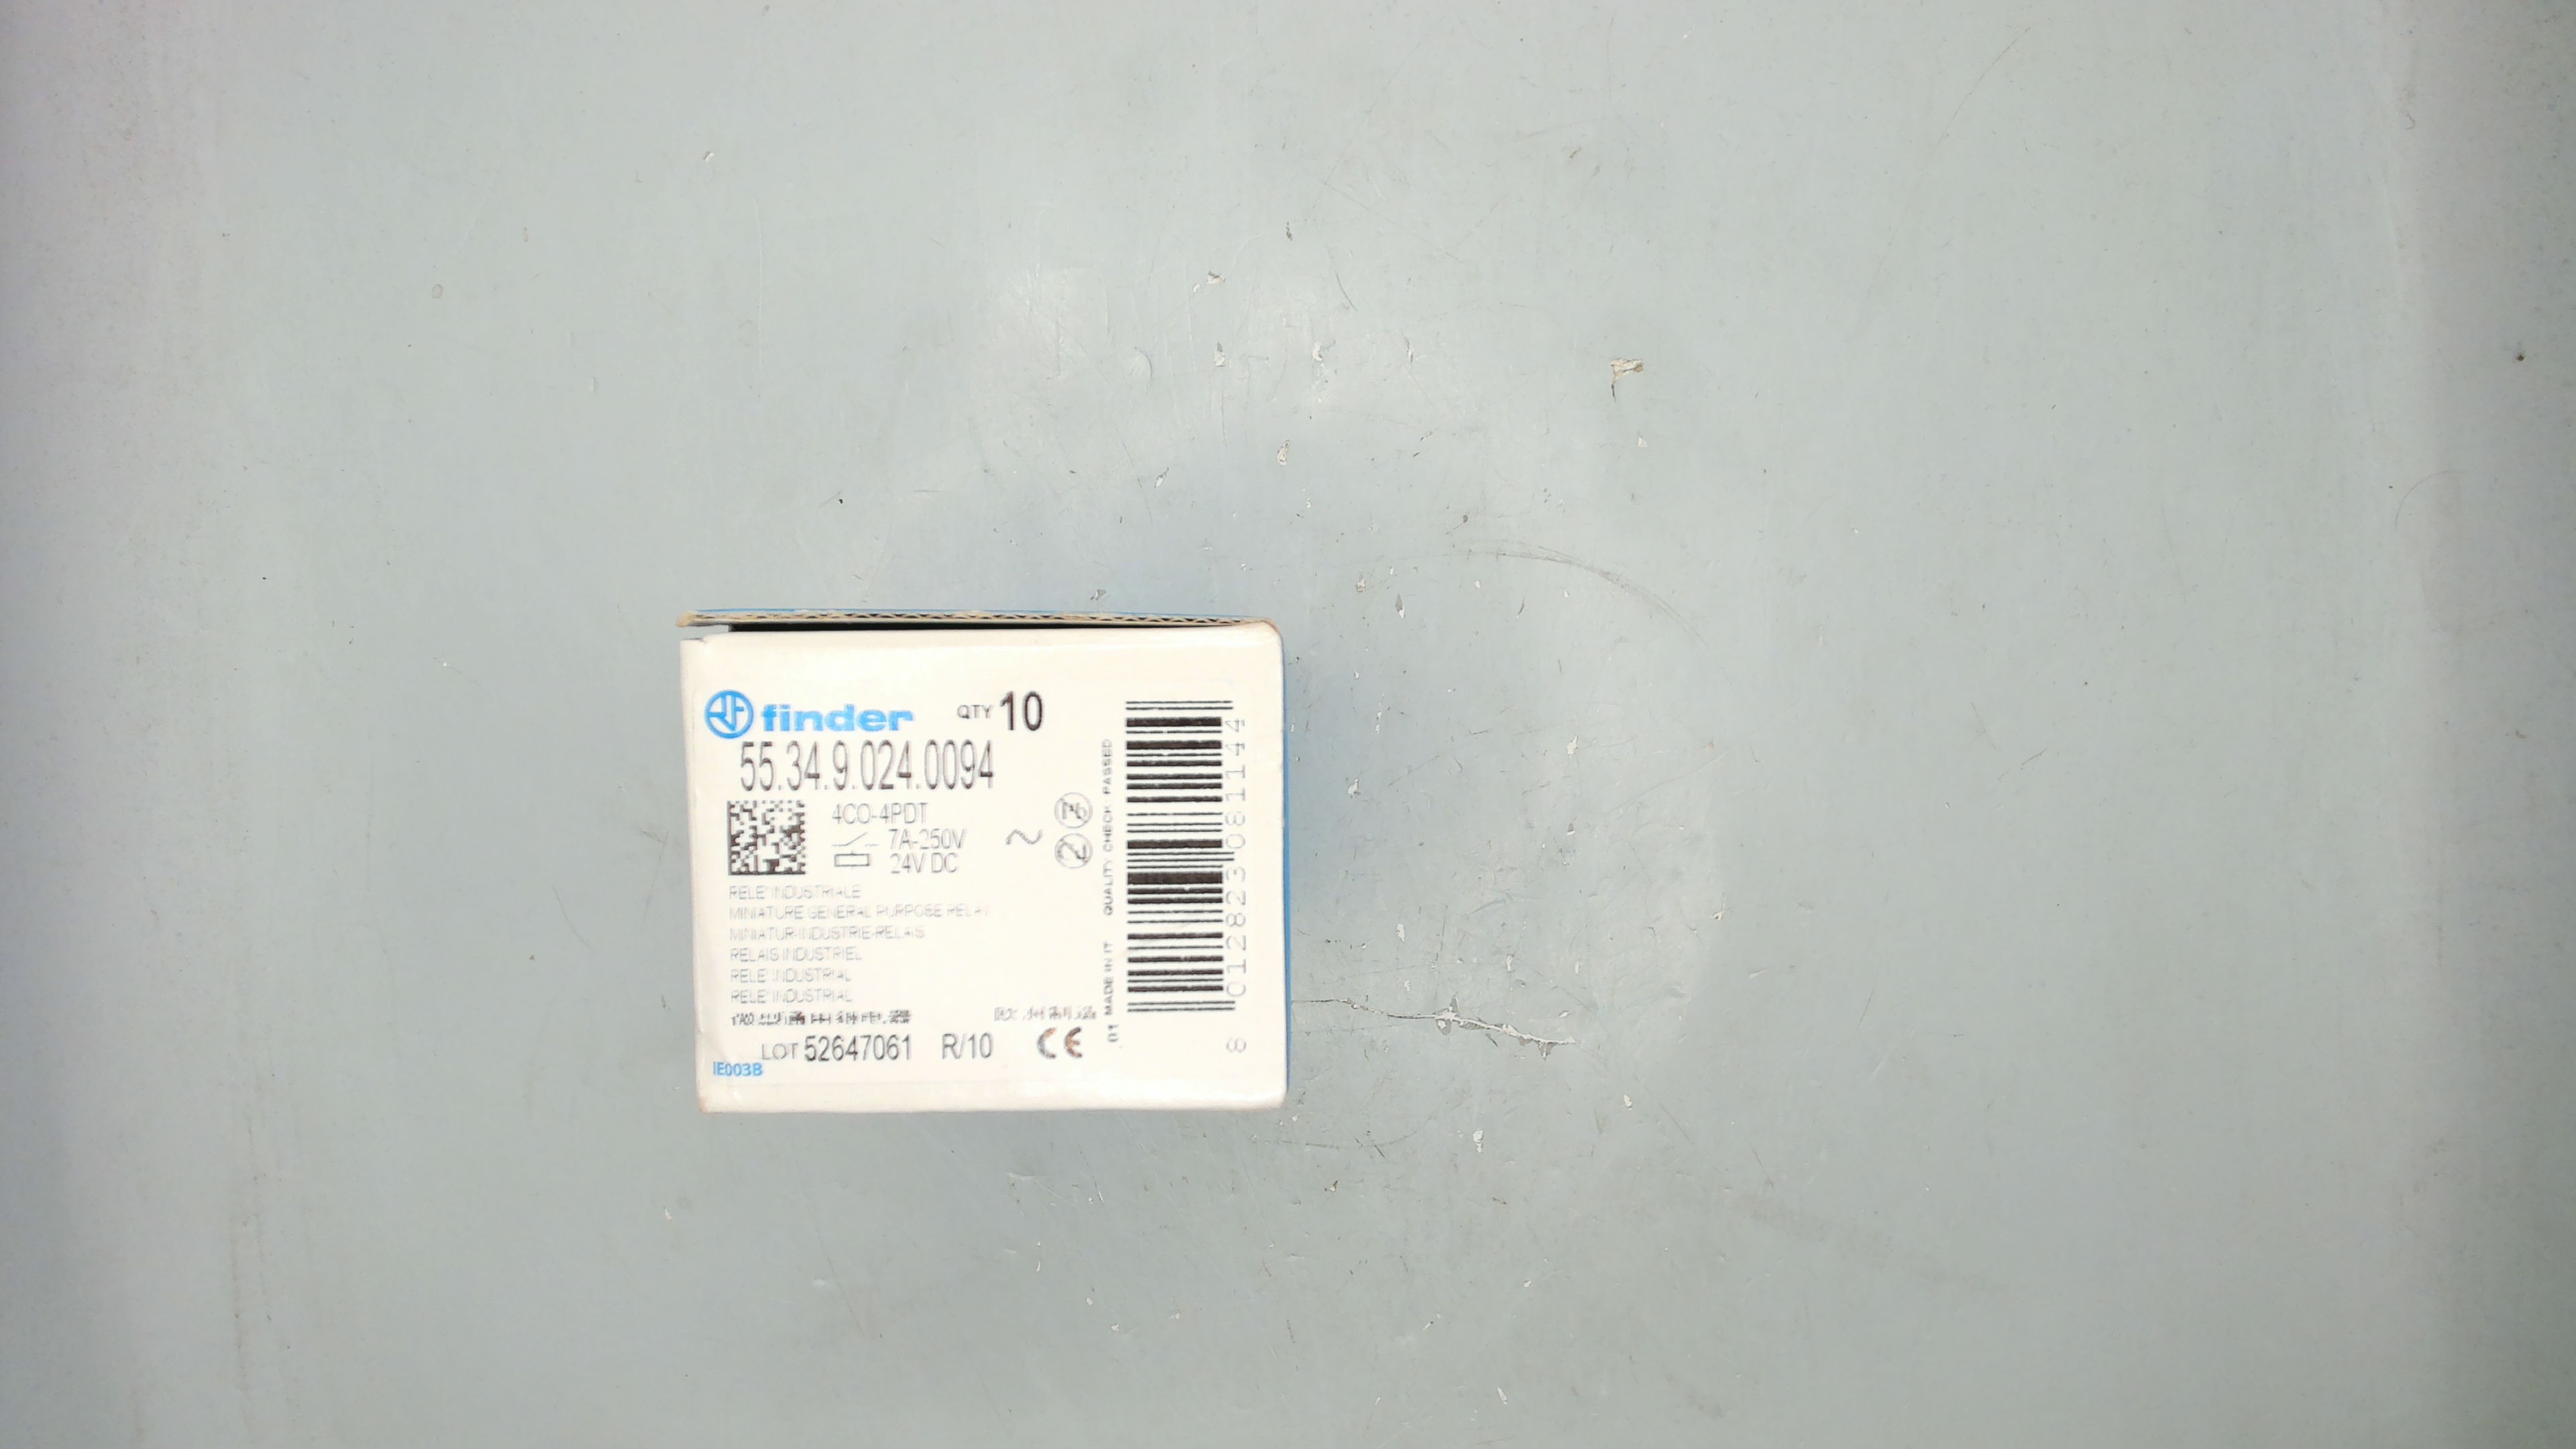 finder QTY 10
55.34.9.024.0094
4CO-4PDT
7A-250V
24V DC
RELE' INDUSTRIALE
MINIATURE GENERAL PURPOSE RELAY
MINIATUR-INDUSTRIE-RELAIS
RELAIS INDUSTRIEL
RELE' INDUSTRIAL
RELE' INDUSTRIAL
LOT 52647061 R/10 CE
IE003B
01 MADE IN IT QUALITY CHECK PASSED
8 012823 081144